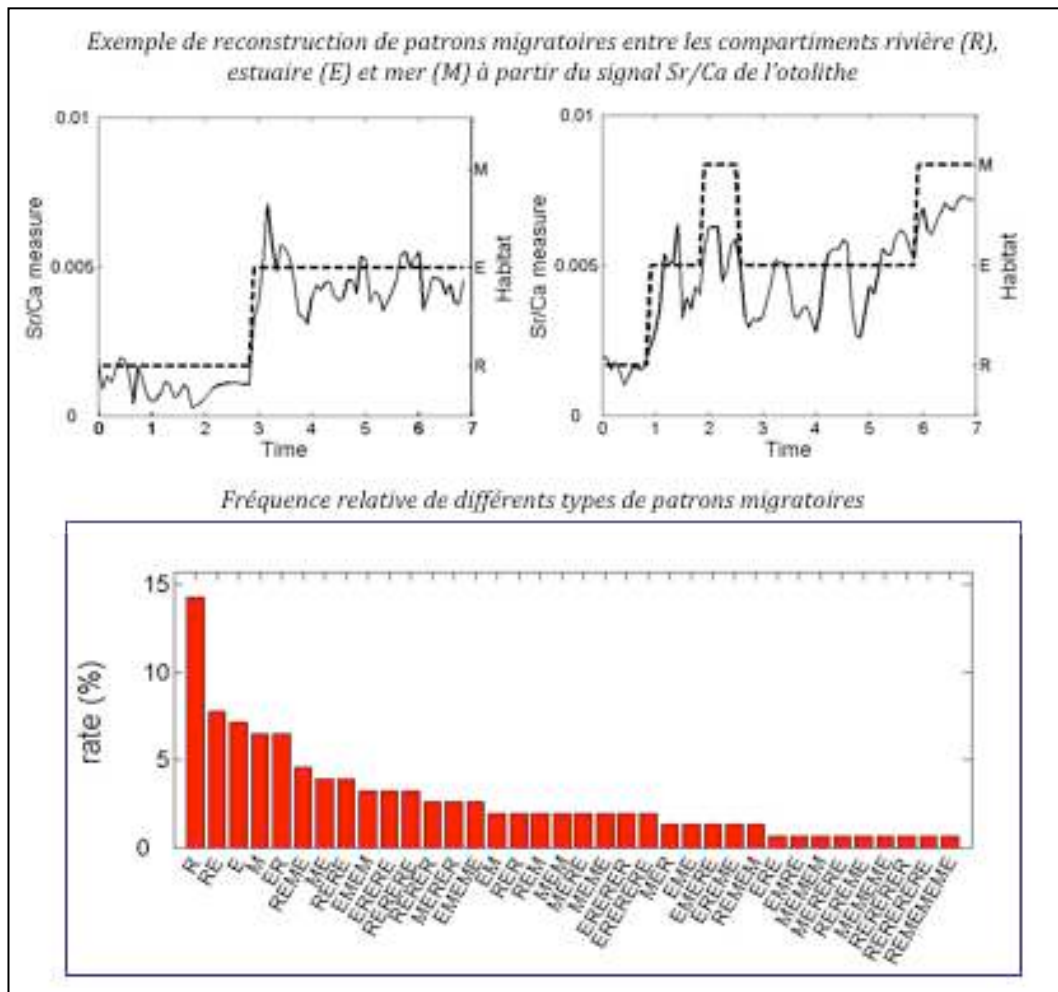 Exemple de reconstruction de patrons migratoires entre les compartiments rivière (R),
estuaire (E) et mer (M) à partir du signal Sr/Ca de l'otolithe
0.01
0.005
0
Sr/Ca measure
M
E
R
Habitat
0 1 2 3 4 5 6 7
Time
0.01
0.005
0
Sr/Ca measure
M
E
R
Habitat
0 1 2 3 4 5 6 7
Time
Fréquence relative de différents types de patrons migratoires
15
10
5
0
rate (%)
R
RE
E
M
ER
REME
ME
RERE
EMEM
ERERE
RERERE
RERER
MERER
EMEME
EM
RER
REM
MEM
MERE
MEME
ERERER
ERERERE
MER
EME
EMERE
EREME
REMEM
ERE
EMRE
MEMEM
MERERE
REREME
MEMEME
RERERER
RERERERE
REMEMEME